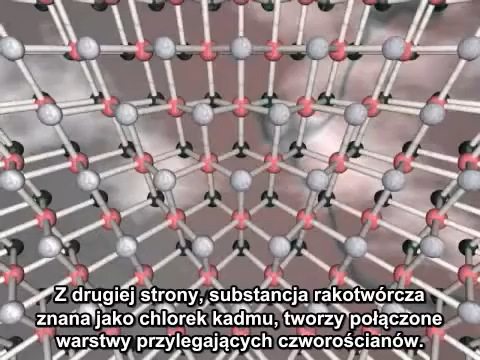 Z drugiej strony, substancja rakotwórcza
znana jako chlorek kadmu, tworzy połączone
warstwy przylegających czworościanów.